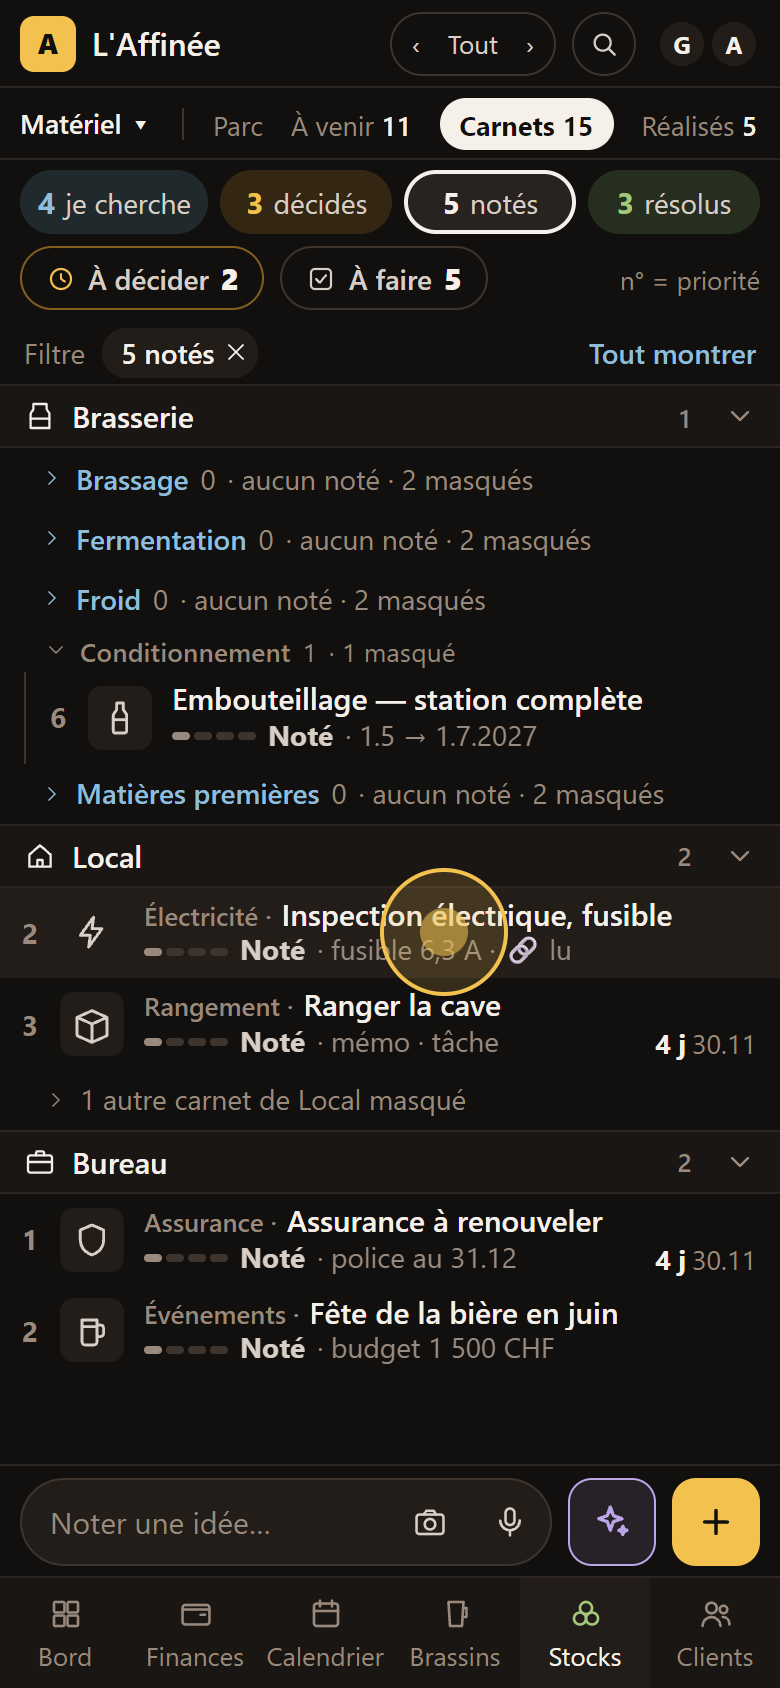 A L'Affinée ‹ Tout › G A
Matériel ▼ Parc À venir 11 Carnets 15 Réalisés 5
4 je cherche 3 décidés 5 notés 3 résolus
À décider 2 À faire 5 n° = priorité
Filtre 5 notés × Tout montrer
Brasserie 1
Brassage 0 · aucun noté · 2 masqués
Fermentation 0 · aucun noté · 2 masqués
Froid 0 · aucun noté · 2 masqués
Conditionnement 1 · 1 masqué
6 Embouteillage — station complète
Noté · 1.5 → 1.7.2027
Matières premières 0 · aucun noté · 2 masqués
Local 2
2 Électricité · Inspection électrique, fusible
Noté · fusible 6,3 A · 🔗 lu
3 Rangement · Ranger la cave
Noté · mémo · tâche 4 j 30.11
1 autre carnet de Local masqué
Bureau 2
1 Assurance · Assurance à renouveler
Noté · police au 31.12 4 j 30.11
2 Événements · Fête de la bière en juin
Noté · budget 1 500 CHF
Noter une idée... +
Bord Finances Calendrier Brassins Stocks Clients